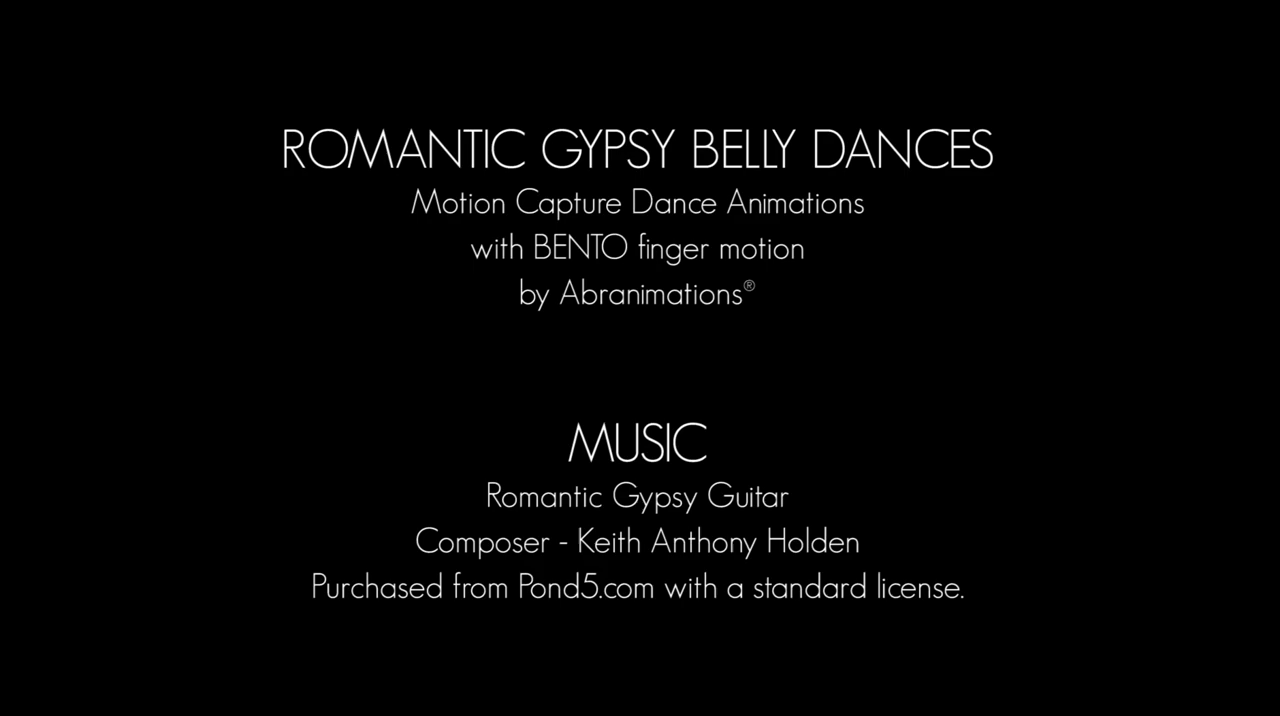 ROMANTIC GYPSY BELLY DANCES
Motion Capture Dance Animations
with BENTO finger motion
by Abranimations®
MUSIC
Romantic Gypsy Guitar
Composer - Keith Anthony Holden
Purchased from Pond5.com with a standard license.